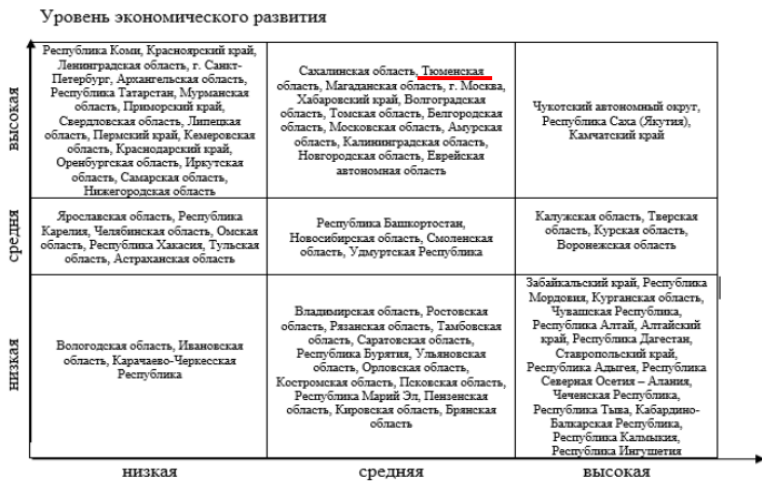 Уровень экономического развития
высокая
Республика Коми, Красноярский край,
Ленинградская область, г. Санкт-
Петербург, Архангельская область,
Республика Татарстан, Мурманская
область, Приморский край,
Свердловская область, Липецкая
область, Пермский край, Кемеровская
область, Краснодарский край,
Оренбургская область, Иркутская
область, Самарская область,
Нижегородская область
Сахалинская область, Тюменская
область, Магаданская область, г. Москва,
Хабаровский край, Волгоградская
область, Томская область, Белгородская
область, Московская область, Амурская
область, Калининградская область,
Новгородская область, Еврейская
автономная область
Чукотский автономный округ,
Республика Саха (Якутия),
Камчатский край
средня
Ярославская область, Республика
Карелия, Челябинская область, Омская
область, Республика Хакасия, Тульская
область, Астраханская область
Республика Башкортостан,
Новосибирская область, Смоленская
область, Удмуртская Республика
Калужская область, Тверская
область, Курская область,
Воронежская область
низкая
Вологодская область, Ивановская
область, Карачаево-Черкесская
Республика
Владимирская область, Ростовская
область, Рязанская область, Тамбовская
область, Саратовская область,
Республика Бурятия, Ульяновская
область, Орловская область,
Костромская область, Псковская область,
Республика Марий Эл, Пензенская
область, Кировская область, Брянская
область
Забайкальский край, Республика
Мордовия, Курганская область,
Чувашская Республика,
Республика Алтай, Алтайский
край, Республика Дагестан,
Ставропольский край,
Республика Адыгея, Республика
Северная Осетия – Алания,
Чеченская Республика,
Республика Тыва, Кабардино-
Балкарская Республика,
Республика Калмыкия,
Республика Ингушетия
низкая
средняя
высокая